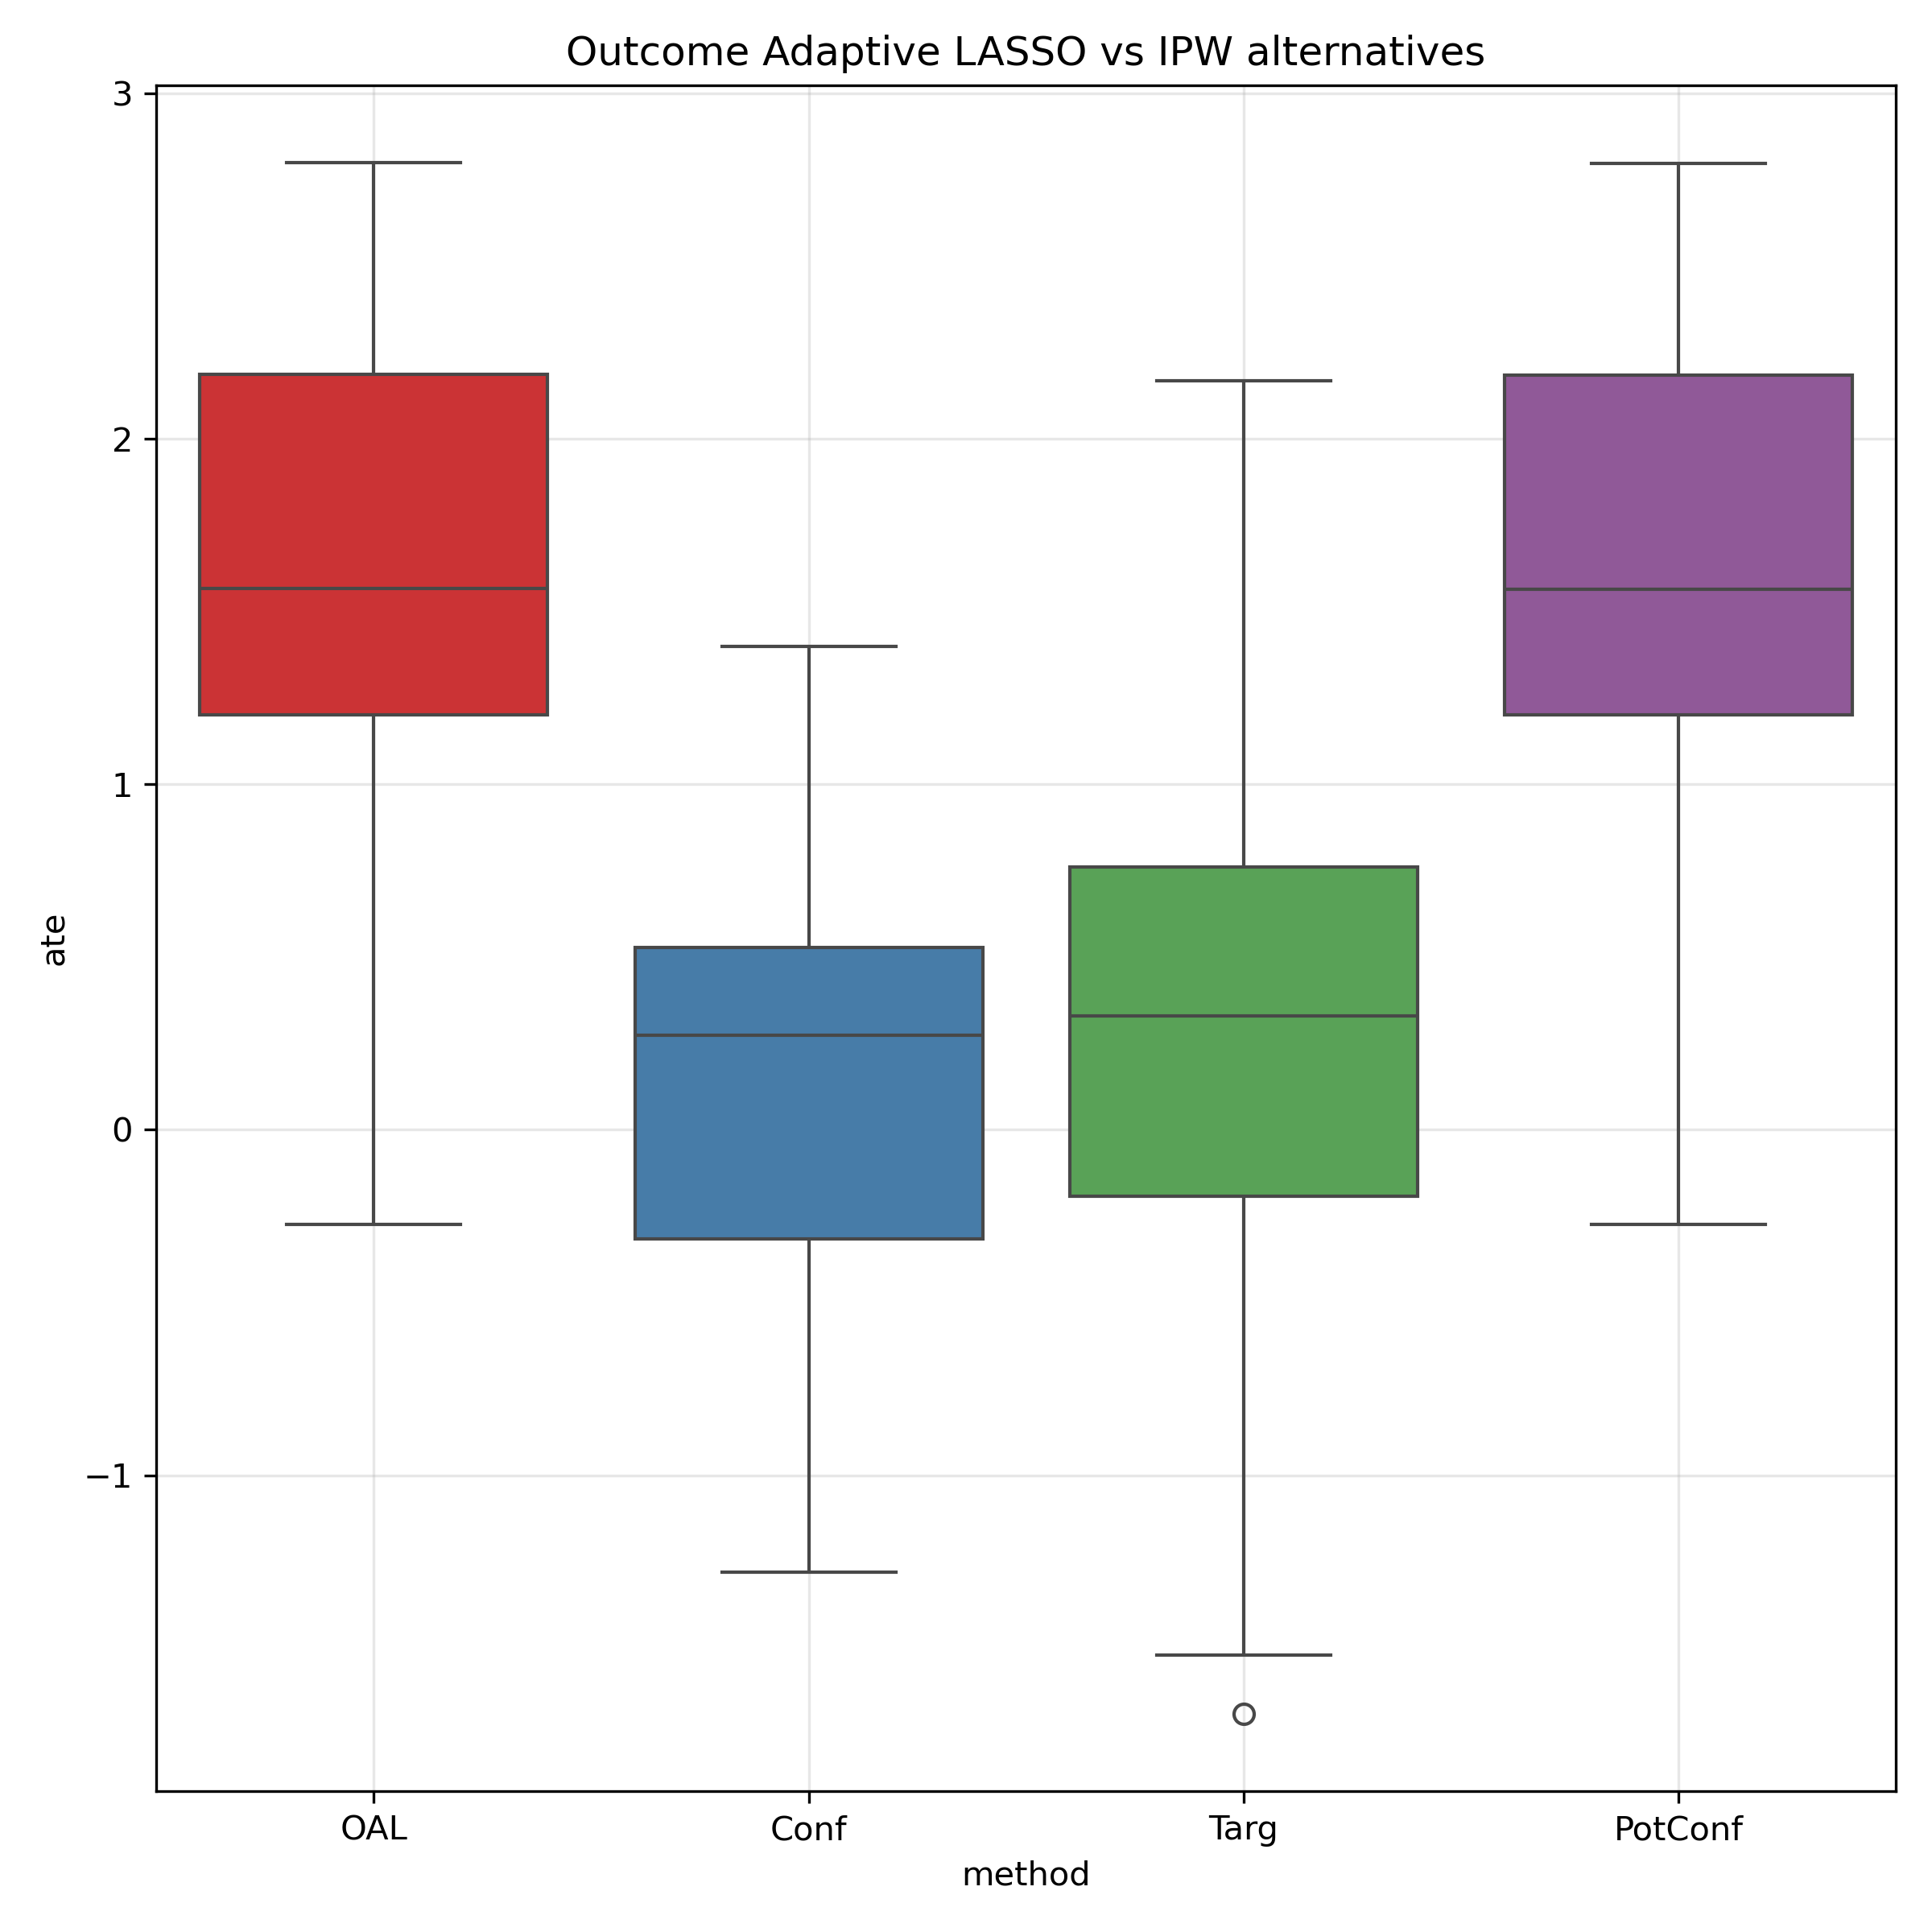 Outcome Adaptive LASSO vs IPW alternatives
3
2
1
0
−1
ate
OAL Conf Targ PotConf
method